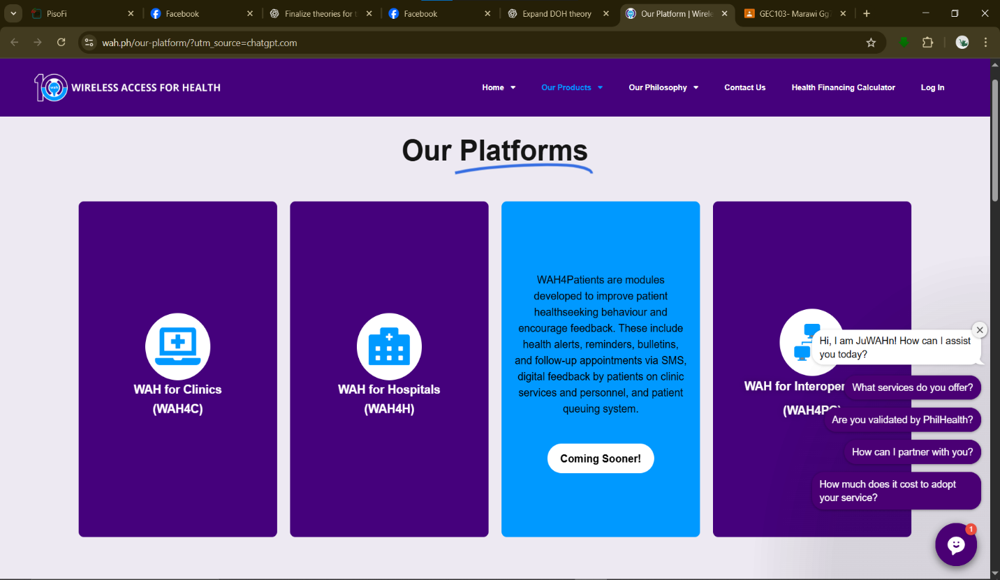 PisoFi
Facebook
Finalize theories for t
Facebook
Expand DOH theory
Our Platform | Wirele
GEC103- Marawi Gg
wah.ph/our-platform/?utm_source=chatgpt.com
10
wah
WIRELESS ACCESS FOR HEALTH
Home
Our Products
Our Philosophy
Contact Us
Health Financing Calculator
Log In
Our Platforms
WAH for Clinics
(WAH4C)
WAH for Hospitals
(WAH4H)
WAH4Patients are modules
developed to improve patient
healthseeking behaviour and
encourage feedback. These include
health alerts, reminders, bulletins,
and follow-up appointments via SMS,
digital feedback by patients on clinic
services and personnel, and patient
queuing system.
Coming Sooner!
WAH for Interoper
(WAH4PC)
Hi, I am JuWAHn! How can I assist
you today?
What services do you offer?
Are you validated by PhilHealth?
How can I partner with you?
How much does it cost to adopt
your service?
1